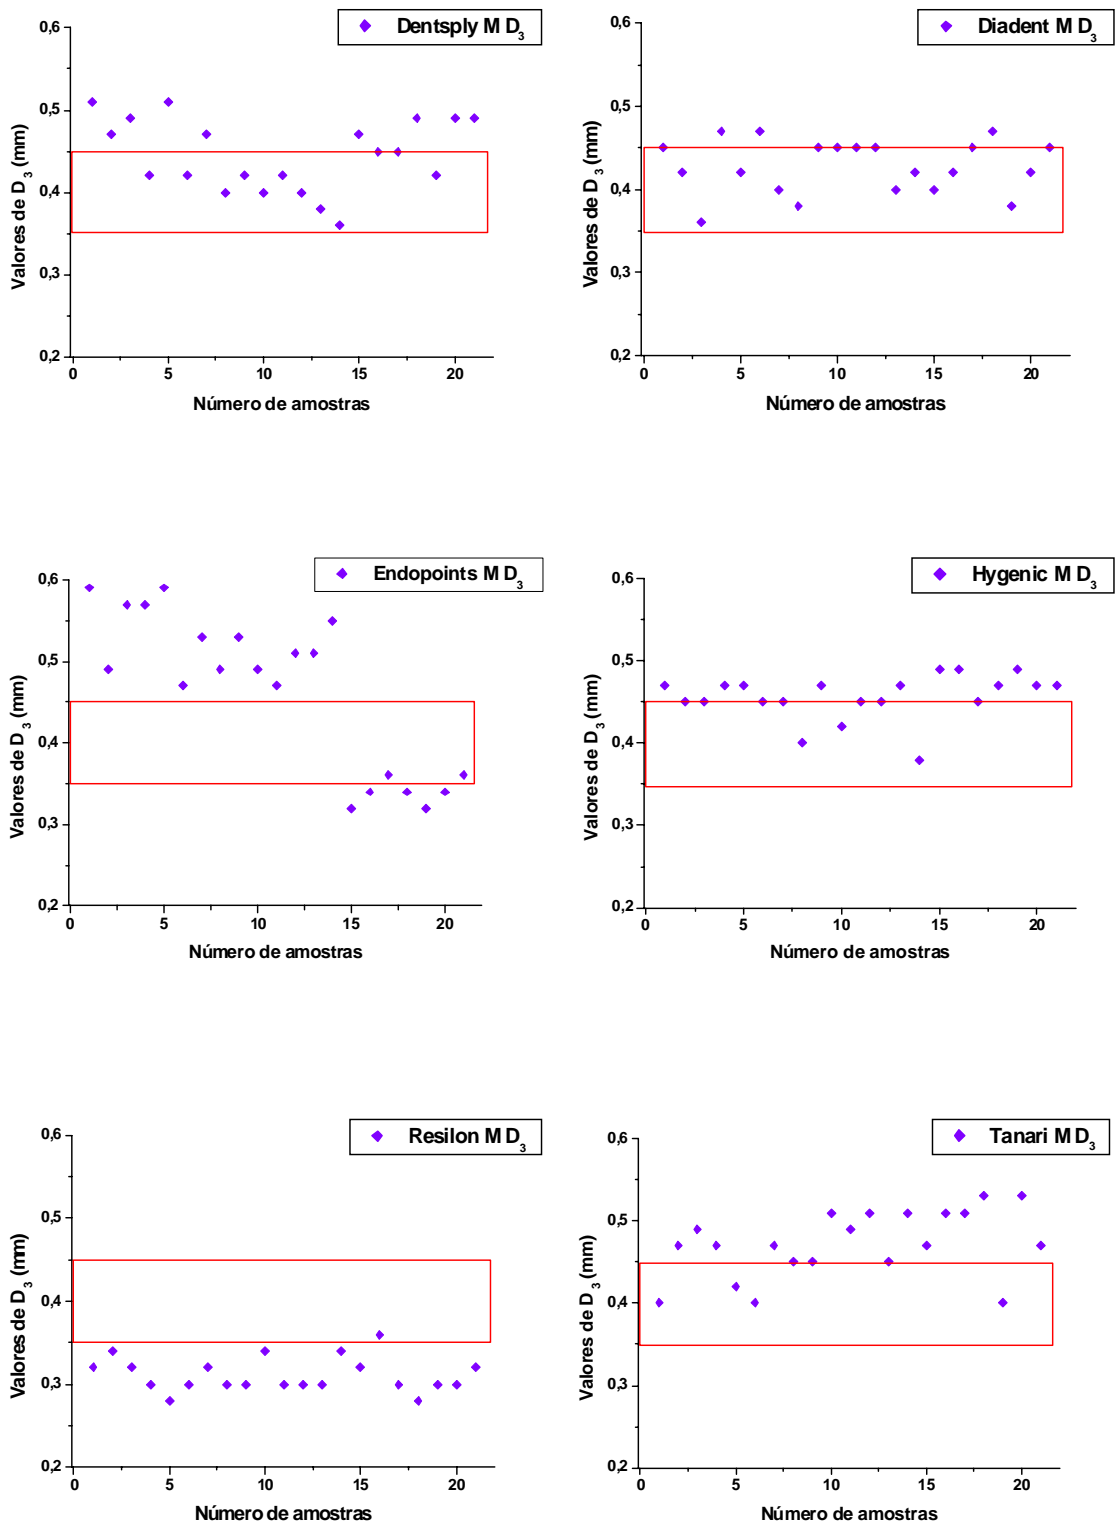 Dentsply M D3
Valores de D3 (mm)
0,6
0,5
0,4
0,3
0,2
0 5 10 15 20
Número de amostras
Diadent M D3
Valores de D3 (mm)
0,6
0,5
0,4
0,3
0,2
0 5 10 15 20
Número de amostras
Endopoints M D3
Valores de D3 (mm)
0,6
0,5
0,4
0,3
0,2
0 5 10 15 20
Número de amostras
Hygenic M D3
Valores de D3 (mm)
0,6
0,5
0,4
0,3
0,2
0 5 10 15 20
Número de amostras
Resilon M D3
Valores de D3 (mm)
0,6
0,5
0,4
0,3
0,2
0 5 10 15 20
Número de amostras
Tanari M D3
Valores de D3 (mm)
0,6
0,5
0,4
0,3
0,2
0 5 10 15 20
Número de amostras